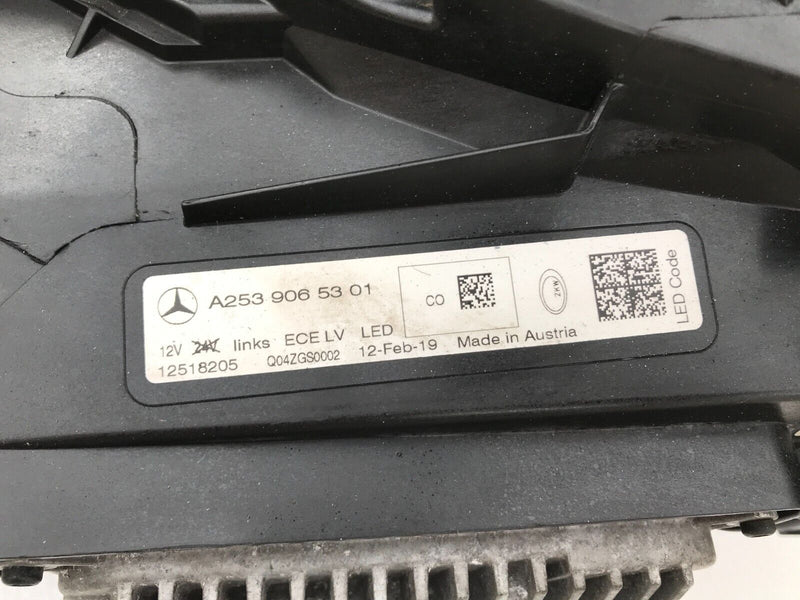 A253 906 53 01
CO
ZKW
LED Code
12V 24V links ECE LV LED
12518205 Q04ZGS0002 12-Feb-19 Made in Austria